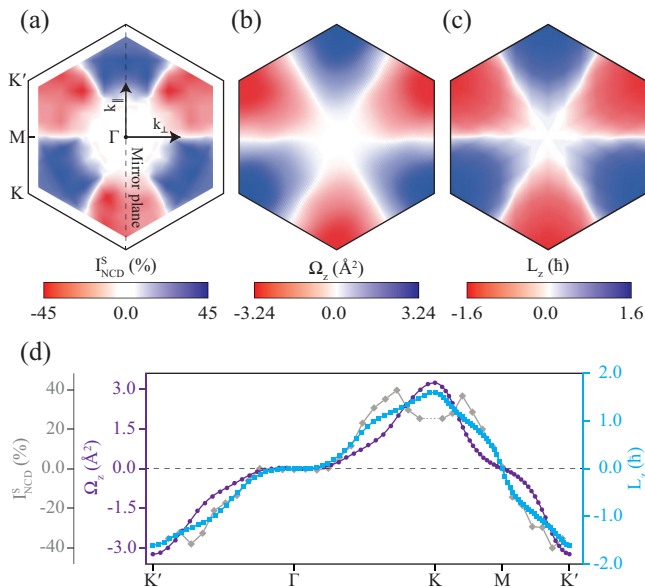 (a) (b) (c)
K′
M
K
k∥
Γ
k⊥
Mirror plane
I^S_NCD (%) Ω_z (Å²) L_z (ħ)
-45 0.0 45 -3.24 0.0 3.24 -1.6 0.0 1.6
(d)
I^S_NCD (%)
40
20
0.0
-20
-40
Ω_z (Å²)
3.0
1.5
0.0
-1.5
-3.0
2.0
1.0
0.0
-1.0
-2.0
L_z (ħ)
K′ Γ K M K′